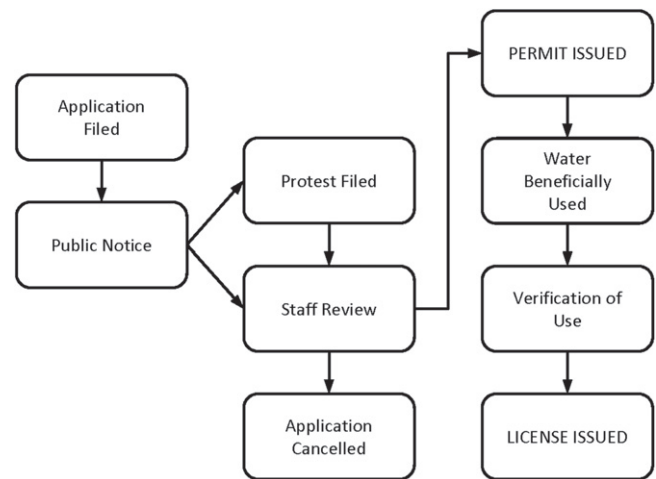 Application
Filed
Public Notice
Protest Filed
Staff Review
Application
Cancelled
PERMIT ISSUED
Water
Beneficially
Used
Verification of
Use
LICENSE ISSUED